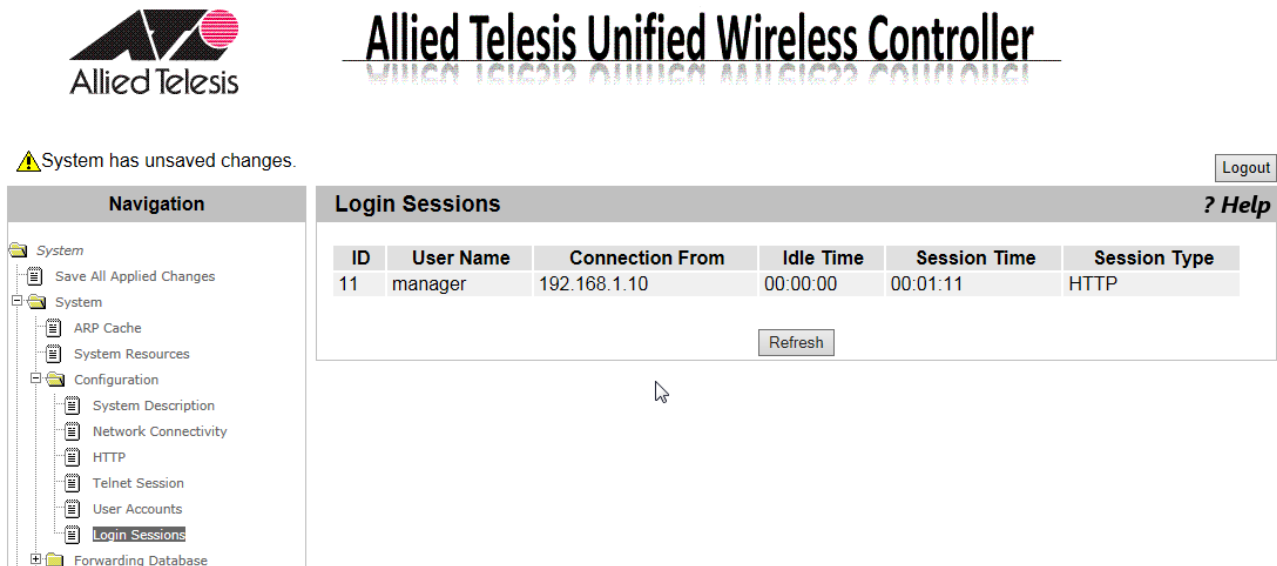 Allied Telesis
Allied Telesis Unified Wireless Controller
System has unsaved changes.
Logout
Navigation
System
Save All Applied Changes
System
ARP Cache
System Resources
Configuration
System Description
Network Connectivity
HTTP
Telnet Session
User Accounts
Login Sessions
Forwarding Database
Login Sessions ? Help
ID User Name Connection From Idle Time Session Time Session Type
11 manager 192.168.1.10 00:00:00 00:01:11 HTTP
Refresh